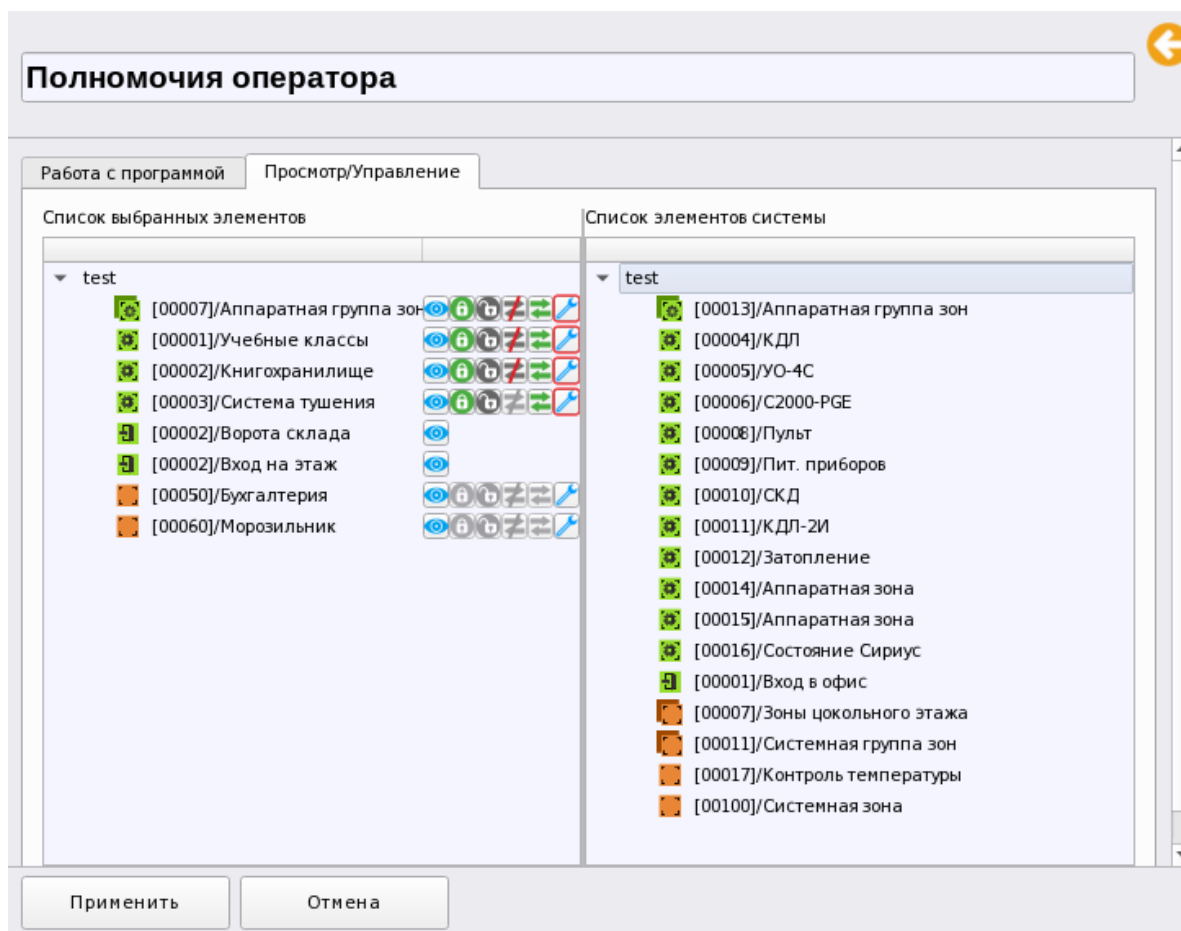 Полномочия оператора
Работа с программой
Просмотр/Управление
Список выбранных элементов
test
[00007]/Аппаратная группа зон
[00001]/Учебные классы
[00002]/Книгохранилище
[00003]/Система тушения
[00002]/Ворота склада
[00002]/Вход на этаж
[00050]/Бухгалтерия
[00060]/Морозильник
Список элементов системы
test
[00013]/Аппаратная группа зон
[00004]/КДЛ
[00005]/УО-4С
[00006]/С2000-PGE
[00008]/Пульт
[00009]/Пит. приборов
[00010]/СКД
[00011]/КДЛ-2И
[00012]/Затопление
[00014]/Аппаратная зона
[00015]/Аппаратная зона
[00016]/Состояние Сириус
[00001]/Вход в офис
[00007]/Зоны цокольного этажа
[00011]/Системная группа зон
[00017]/Контроль температуры
[00100]/Системная зона
Применить
Отмена